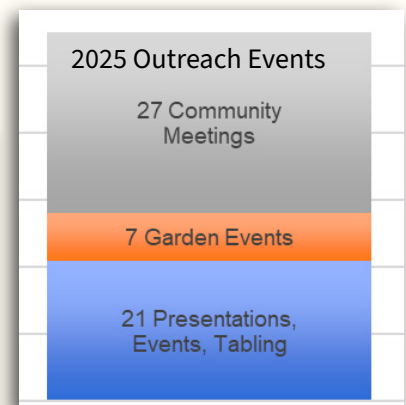 2025 Outreach Events
27 Community
Meetings
7 Garden Events
21 Presentations,
Events, Tabling